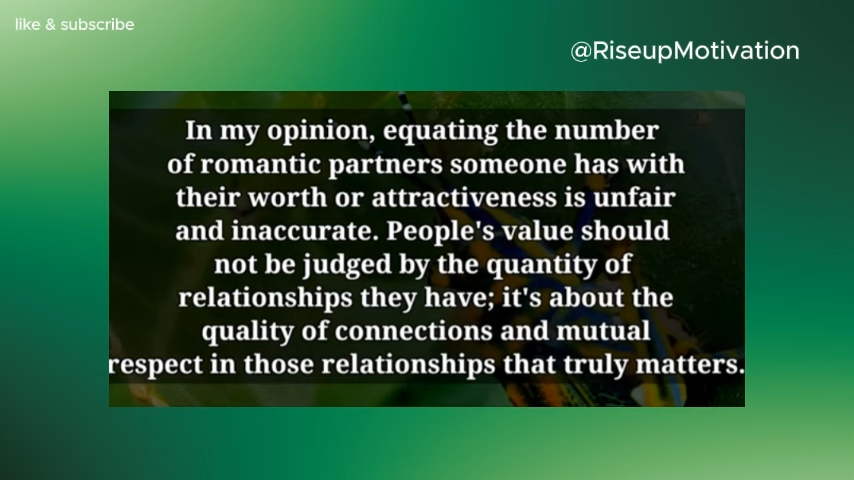 like & subscribe
@RiseupMotivation
In my opinion, equating the number
of romantic partners someone has with
their worth or attractiveness is unfair
and inaccurate. People's value should
not be judged by the quantity of
relationships they have; it's about the
quality of connections and mutual
respect in those relationships that truly matters.